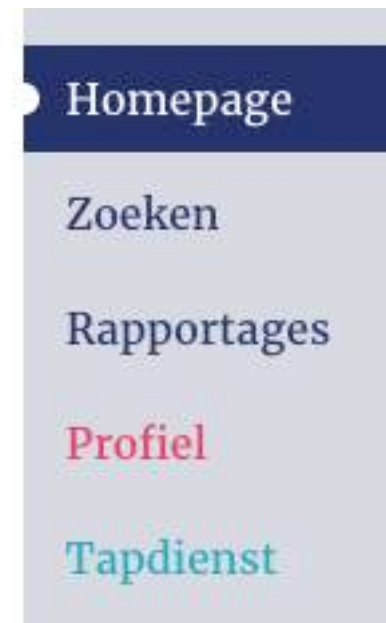 Homepage
Zoeken
Rapportages
Profiel
Tapdienst